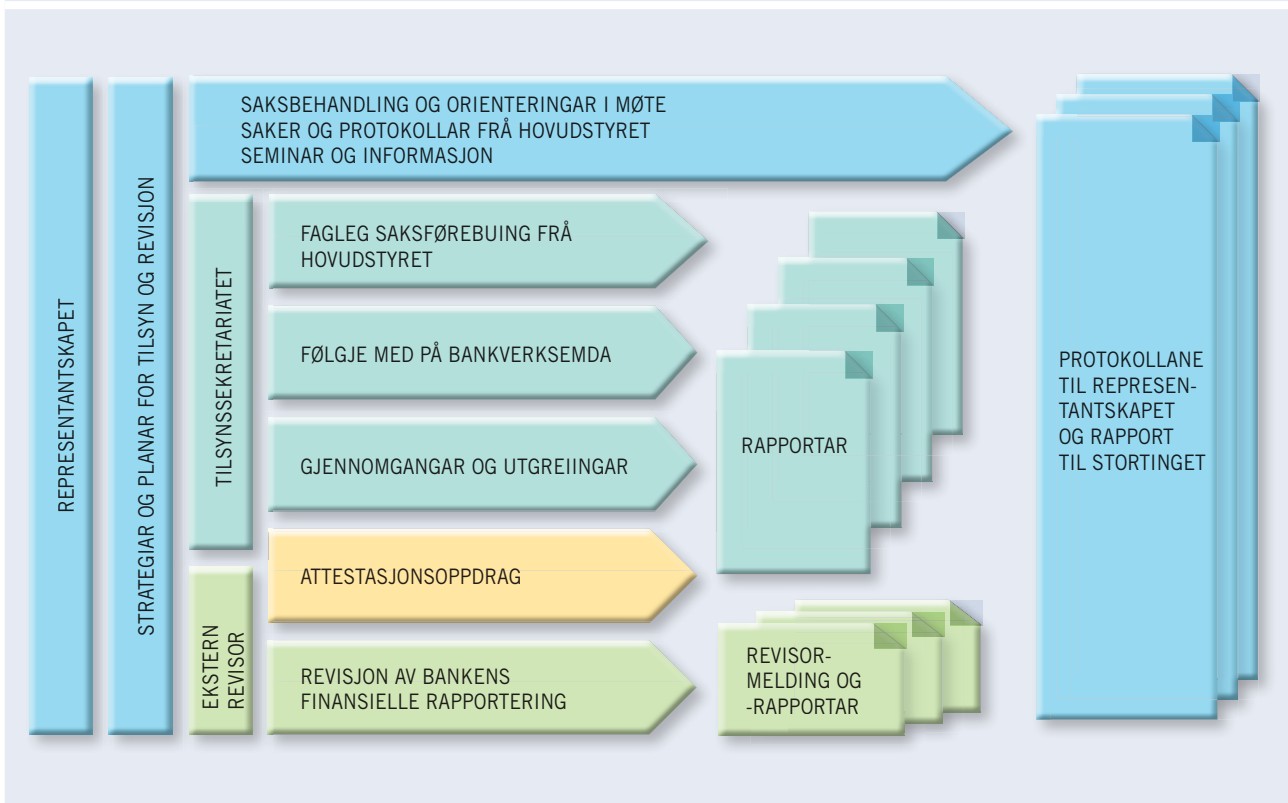 REPRESENTANTSKAPET
STRATEGIAR OG PLANAR FOR TILSYN OG REVISJON
SAKSBEHANDLING OG ORIENTERINGAR I MØTE
SAKER OG PROTOKOLLAR FRÅ HOVUDSTYRET
SEMINAR OG INFORMASJON
TILSYNSSEKRETARIATET
FAGLEG SAKSFØREBUING FRÅ
HOVUDSTYRET
FØLGJE MED PÅ BANKVERKSEMDA
GJENNOMGANGAR OG UTGREIINGAR
ATTESTASJONSOPPDRAG
EKSTERN
REVISOR
REVISJON AV BANKENS
FINANSIELLE RAPPORTERING
RAPPORTAR
REVISOR-
MELDING OG
-RAPPORTAR
PROTOKOLLANE
TIL REPRESEN-
TANTSKAPET
OG RAPPORT
TIL STORTINGET